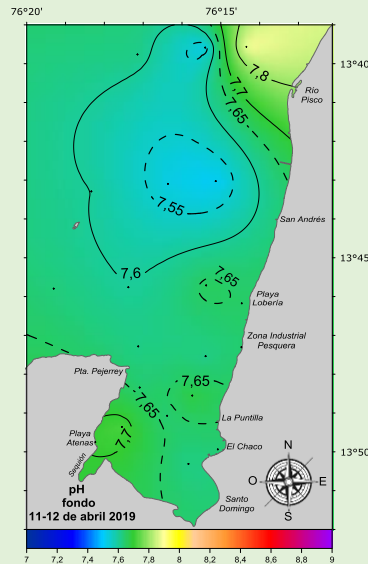 76°20' 76°15'
13°40
7,8
7,7
7,65
Río
Pisco
7,55
San Andrés
13°45
7,6
7,65
Playa
Lobería
Zona Industrial
Pesquera
Pta. Pejerrey
7,65
7,65
La Puntilla
Playa
Atenas
7,7
El Chaco
13°50
Sequión
N
O E
S
Santo
Domingo
pH
fondo
11-12 de abril 2019
7 7,2 7,4 7,6 7,8 8 8,2 8,4 8,6 8,8 9